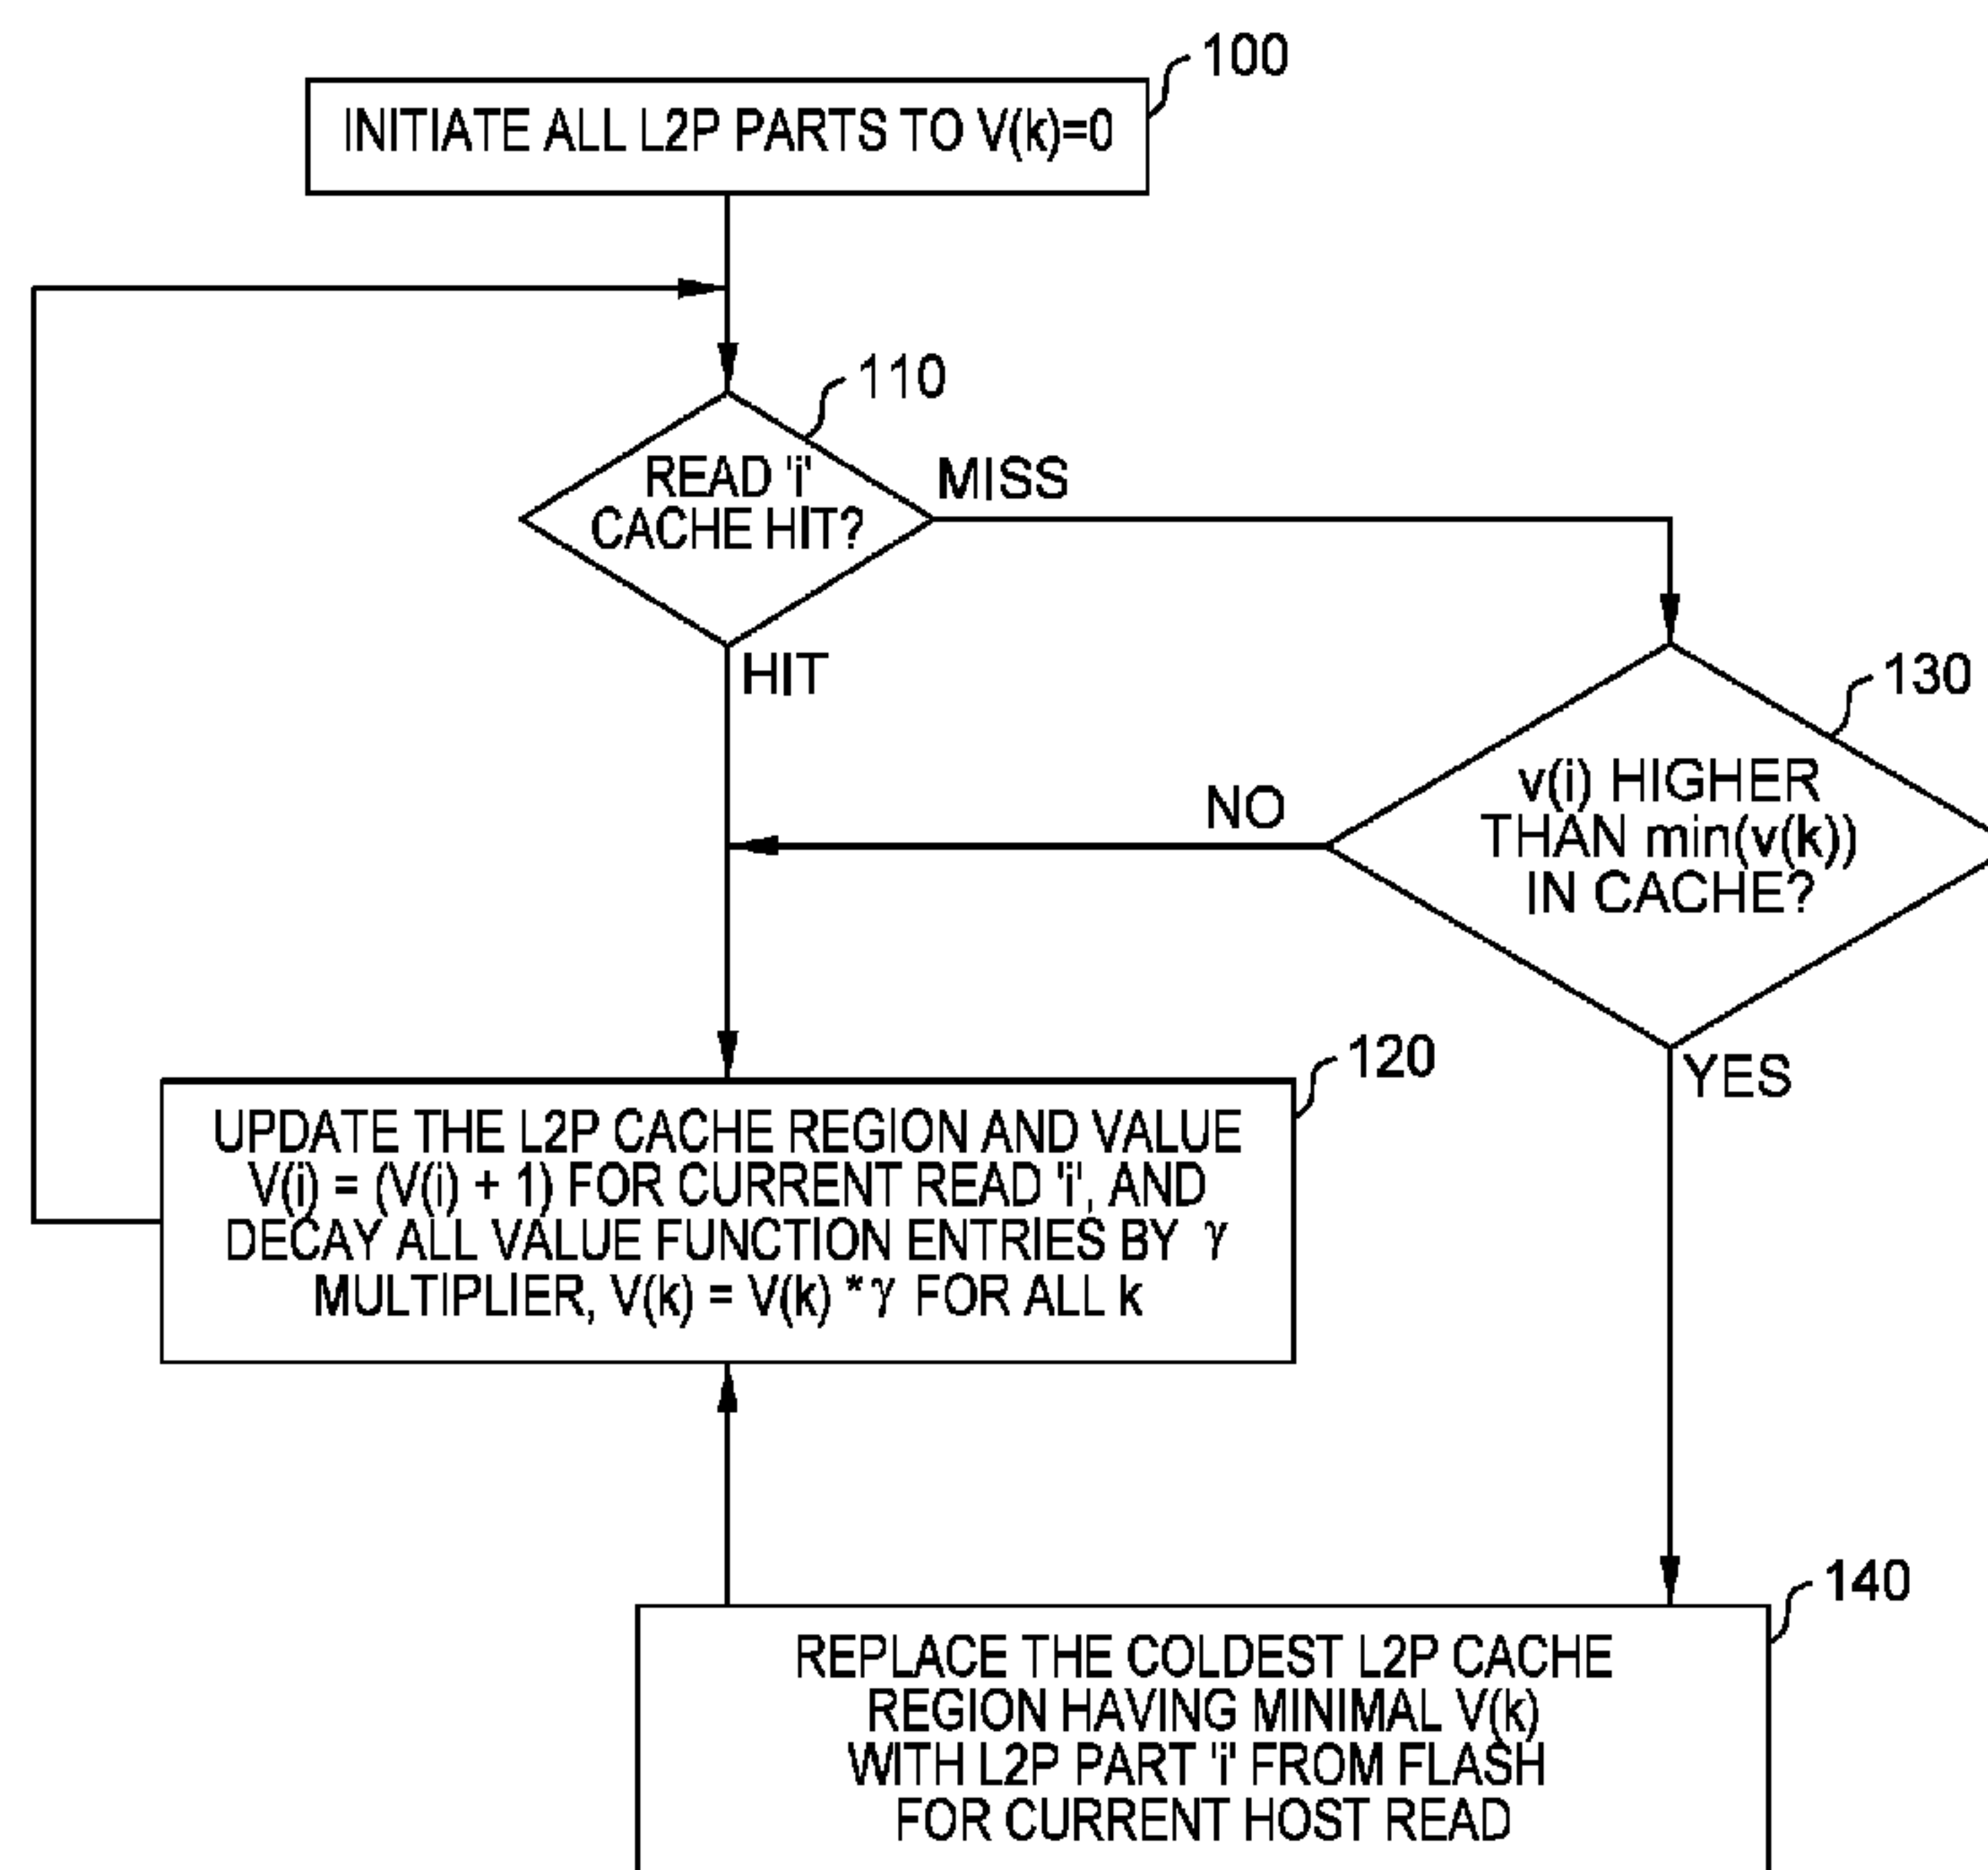 100
INITIATE ALL L2P PARTS TO V(k)=0
110
READ 'i'
CACHE HIT?
MISS
HIT
130
v(i) HIGHER
THAN min(v(k))
IN CACHE?
NO
YES
120
UPDATE THE L2P CACHE REGION AND VALUE
V(i) = (V(i) + 1) FOR CURRENT READ 'i', AND
DECAY ALL VALUE FUNCTION ENTRIES BY γ
MULTIPLIER, V(k) = V(k) * γ FOR ALL k
140
REPLACE THE COLDEST L2P CACHE
REGION HAVING MINIMAL V(k)
WITH L2P PART 'i' FROM FLASH
FOR CURRENT HOST READ